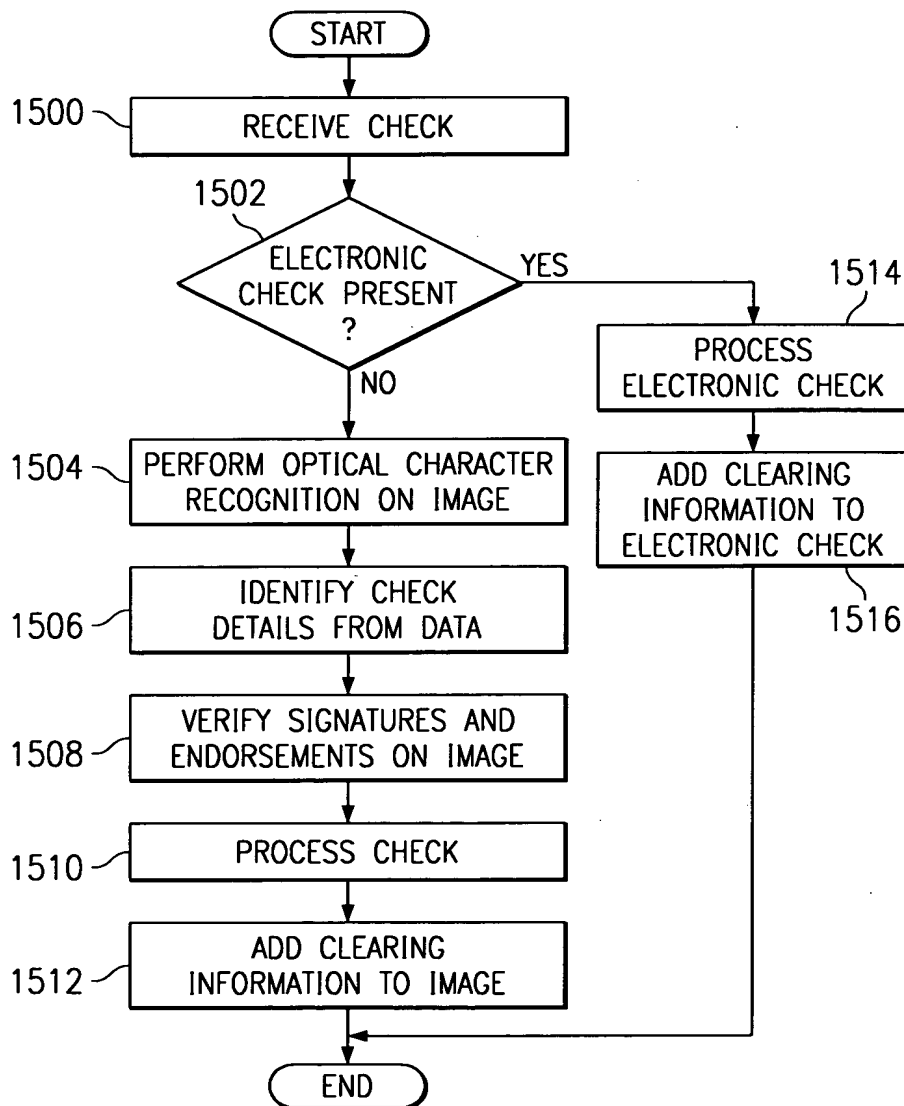 START
1500
RECEIVE CHECK
1502
ELECTRONIC
CHECK PRESENT
?
YES
NO
1514
PROCESS
ELECTRONIC CHECK
1504
PERFORM OPTICAL CHARACTER
RECOGNITION ON IMAGE
ADD CLEARING
INFORMATION TO
ELECTRONIC CHECK
1516
1506
IDENTIFY CHECK
DETAILS FROM DATA
1508
VERIFY SIGNATURES AND
ENDORSEMENTS ON IMAGE
1510
PROCESS CHECK
1512
ADD CLEARING
INFORMATION TO IMAGE
END